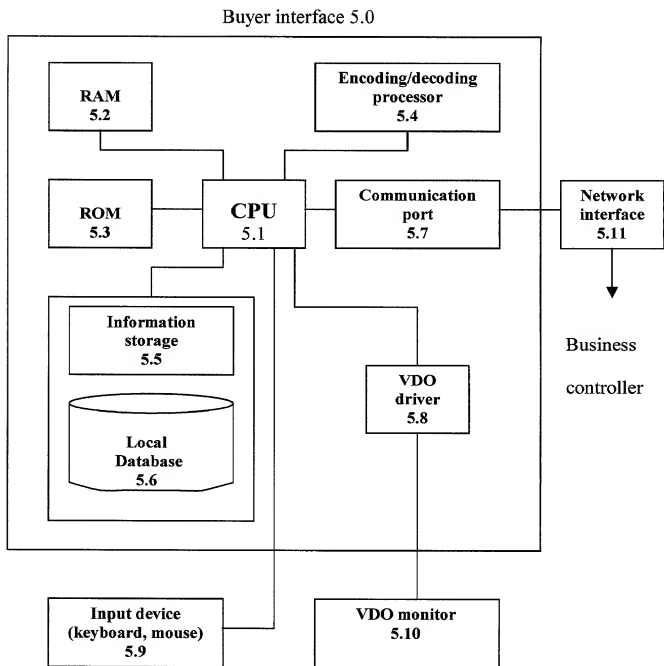 Buyer interface 5.0
RAM
5.2
Encoding/decoding
processor
5.4
ROM
5.3
CPU
5.1
Communication
port
5.7
Network
interface
5.11
Information
storage
5.5
Business
controller
VDO
driver
5.8
Local
Database
5.6
Input device
(keyboard, mouse)
5.9
VDO monitor
5.10